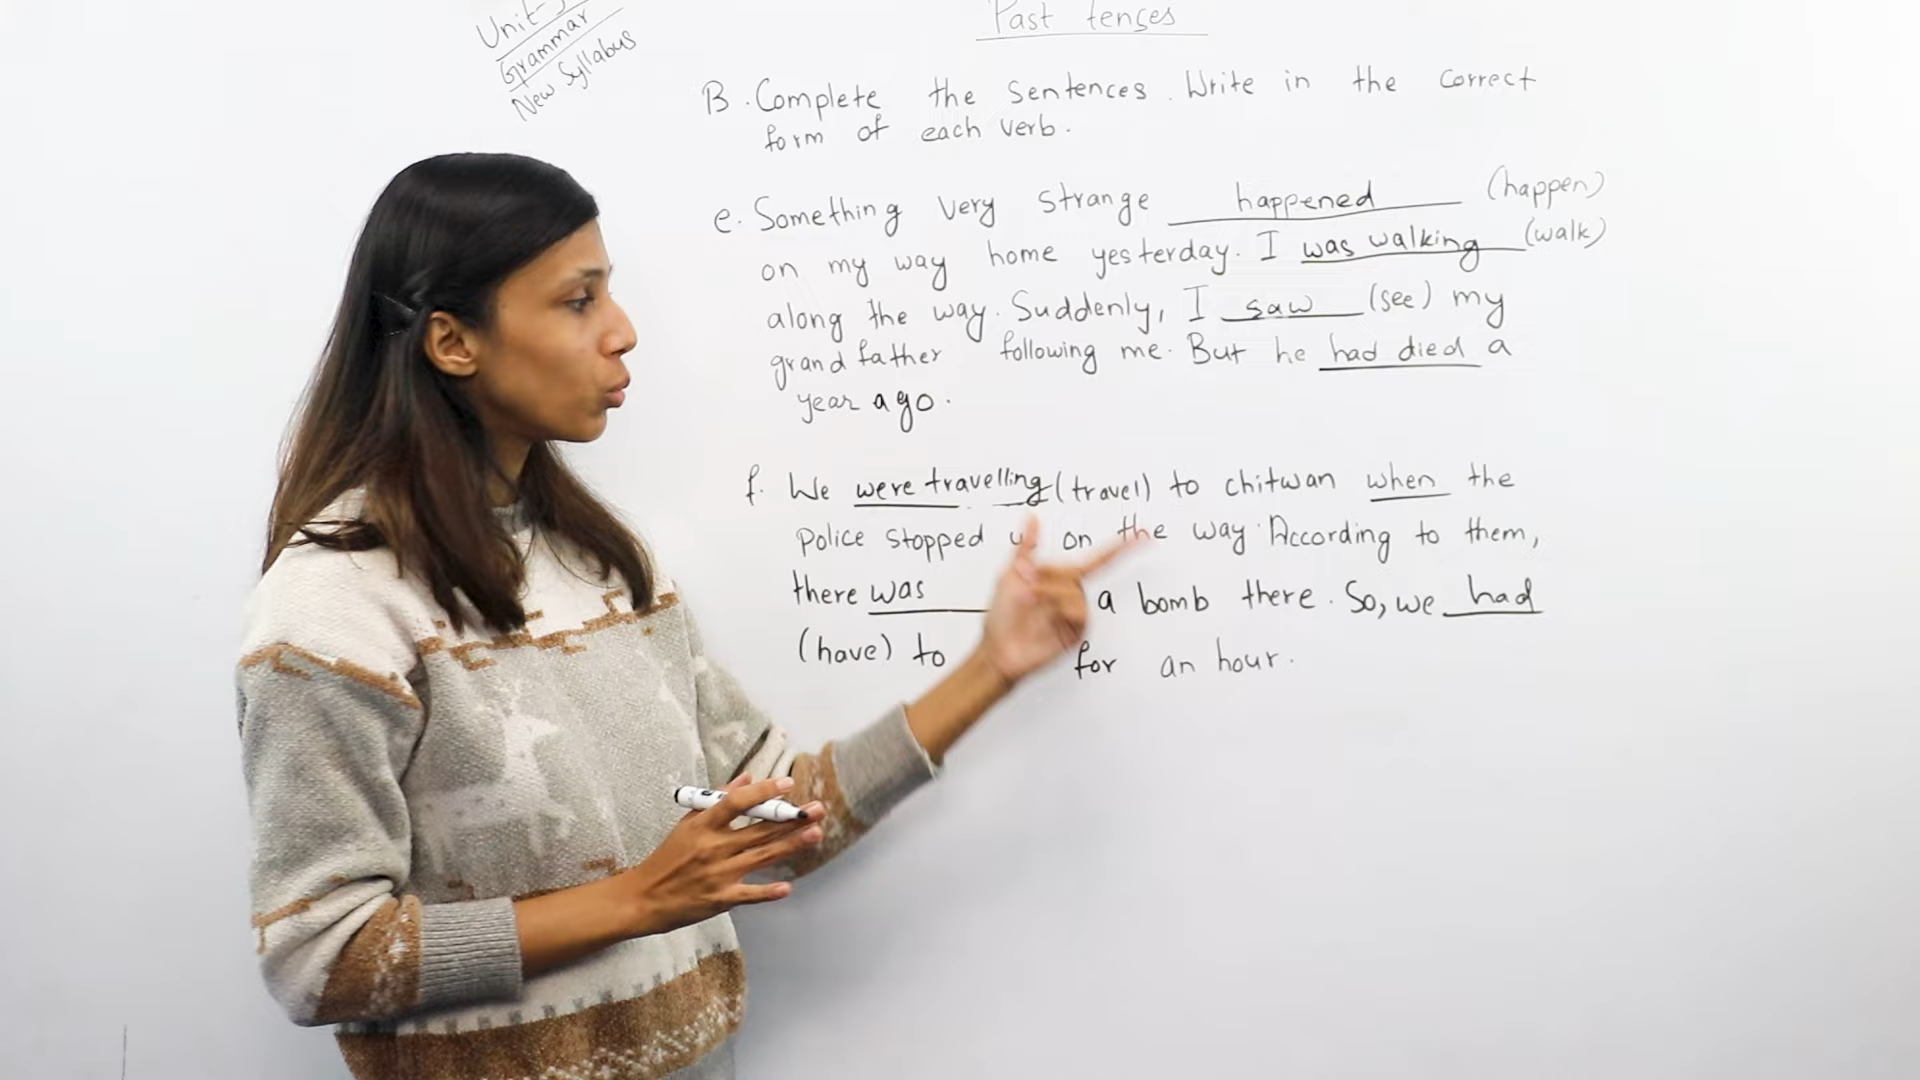 Unit-
Grammar
New Syllabus
Past tenses
B. Complete the sentences. Write in the correct
form of each verb.
e. Something very strange happened (happen)
on my way home yesterday. I was walking (walk)
along the way. Suddenly, I saw (see) my
grand father following me. But he had died a
year ago.
f. We were travelling (travel) to chitwan when the
Police stopped on the way. According to them,
there was a bomb there. So, we had
(have) to for an hour.